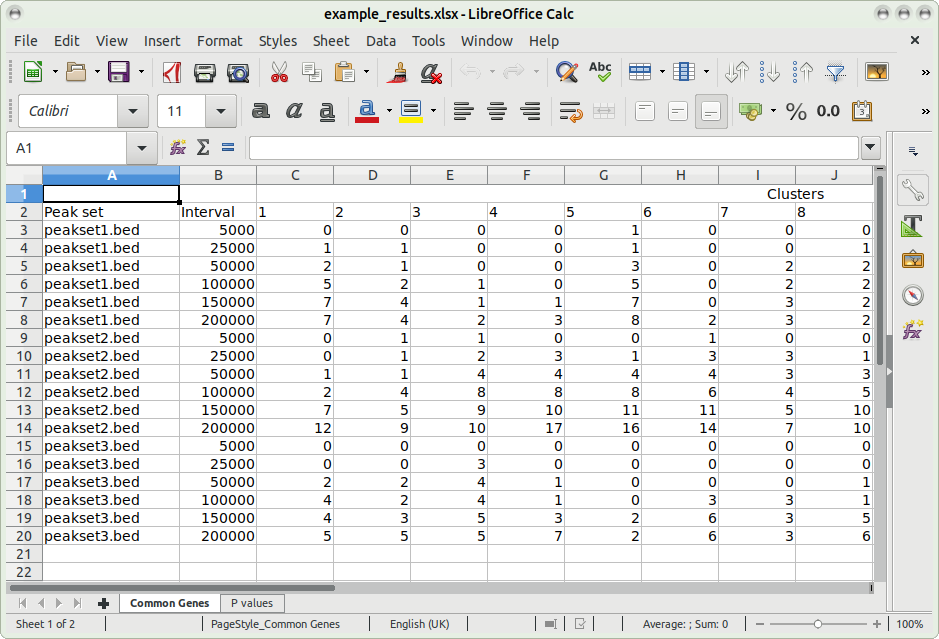 example_results.xlsx - LibreOffice Calc
File Edit View Insert Format Styles Sheet Data Tools Window Help
Abc
Calibri 11 a a a a % 0.0
A1 fx Σ =
A B C D E F G H I J
1 Clusters
2 Peak set Interval 1 2 3 4 5 6 7 8
3 peakset1.bed 5000 0 0 0 0 1 0 0 0
4 peakset1.bed 25000 1 1 0 0 1 0 0 1
5 peakset1.bed 50000 2 1 0 0 3 0 2 2
6 peakset1.bed 100000 5 2 1 0 5 0 2 2
7 peakset1.bed 150000 7 4 1 1 7 0 3 2
8 peakset1.bed 200000 7 4 2 3 8 2 3 2
9 peakset2.bed 5000 0 1 1 0 0 1 0 0
10 peakset2.bed 25000 0 1 2 3 1 3 3 1
11 peakset2.bed 50000 1 1 4 4 4 4 3 3
12 peakset2.bed 100000 2 4 8 8 8 6 4 5
13 peakset2.bed 150000 7 5 9 10 11 11 5 10
14 peakset2.bed 200000 12 9 10 17 16 14 7 10
15 peakset3.bed 5000 0 0 0 0 0 0 0 0
16 peakset3.bed 25000 0 0 3 0 0 0 0 0
17 peakset3.bed 50000 2 2 4 1 0 0 0 1
18 peakset3.bed 100000 4 2 4 1 0 3 3 1
19 peakset3.bed 150000 4 3 5 3 2 6 3 5
20 peakset3.bed 200000 5 5 5 7 2 6 3 6
21
22
Common Genes P values
Sheet 1 of 2 PageStyle_Common Genes English (UK) Average: ; Sum: 0 100%